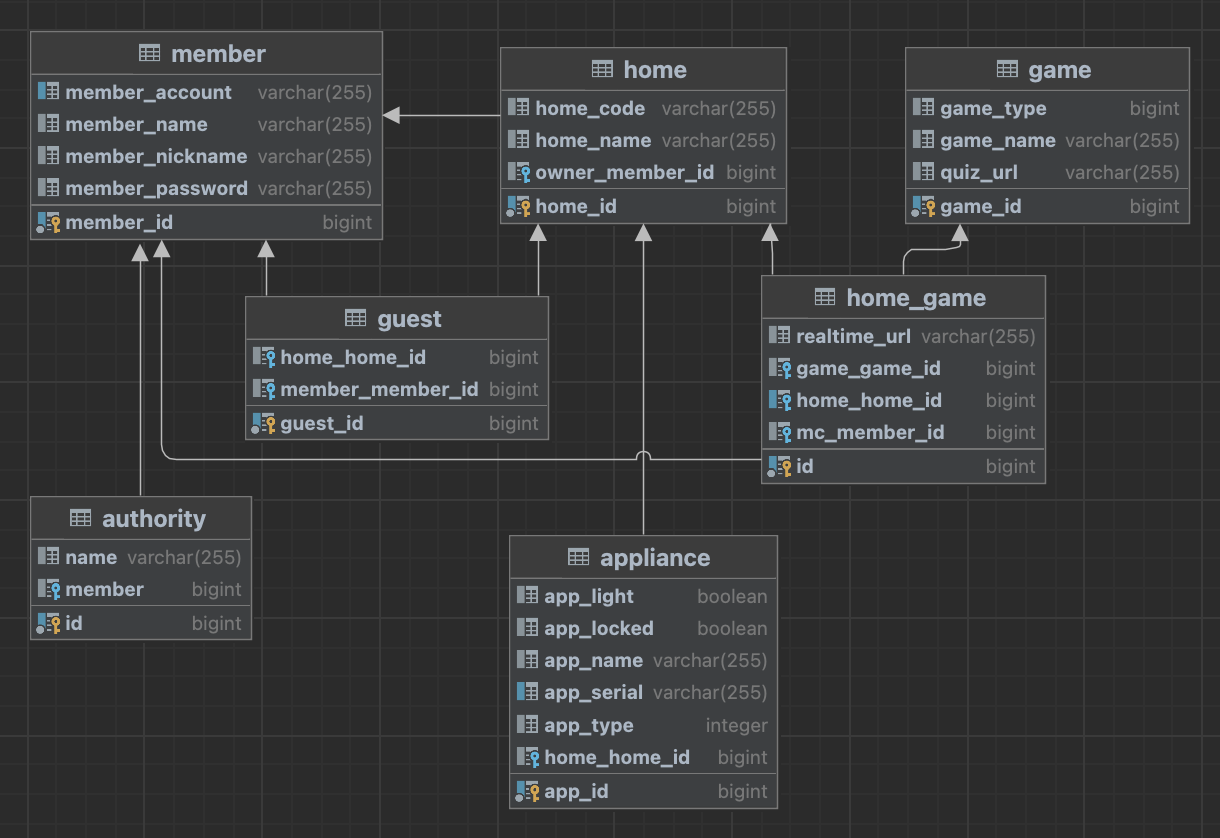 member
member_account varchar(255)
member_name varchar(255)
member_nickname varchar(255)
member_password varchar(255)
member_id bigint
home
home_code varchar(255)
home_name varchar(255)
owner_member_id bigint
home_id bigint
game
game_type bigint
game_name varchar(255)
quiz_url varchar(255)
game_id bigint
guest
home_home_id bigint
member_member_id bigint
guest_id bigint
home_game
realtime_url varchar(255)
game_game_id bigint
home_home_id bigint
mc_member_id bigint
id bigint
authority
name varchar(255)
member bigint
id bigint
appliance
app_light boolean
app_locked boolean
app_name varchar(255)
app_serial varchar(255)
app_type integer
home_home_id bigint
app_id bigint